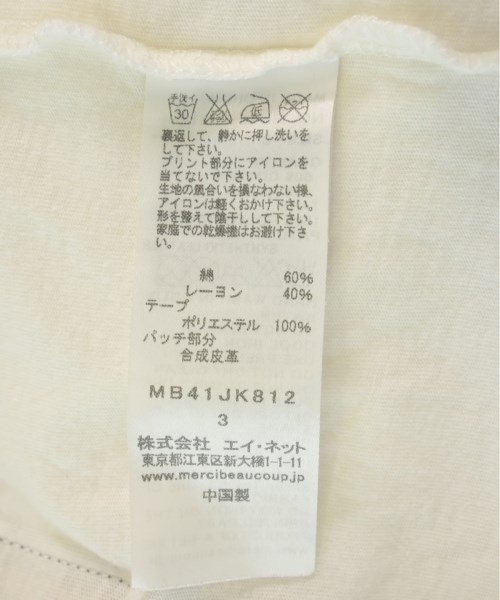 手洗イ
30
低
裏返して、静かに押し洗いを
して下さい。
プリント部分にアイロンを
当てないで下さい。
生地の風合いを損なわない様、
アイロンは軽くおかけ下さい。
形を整えて陰干しして下さい。
家庭での乾燥機はお避け下さ
い。
綿 60%
レーヨン 40%
テープ
ポリエステル 100%
パッチ部分
合成皮革
MB41JK812
3
株式会社 エイ・ネット
東京都江東区新大橋1-1-11
www.mercibeaucoup.jp
中国製